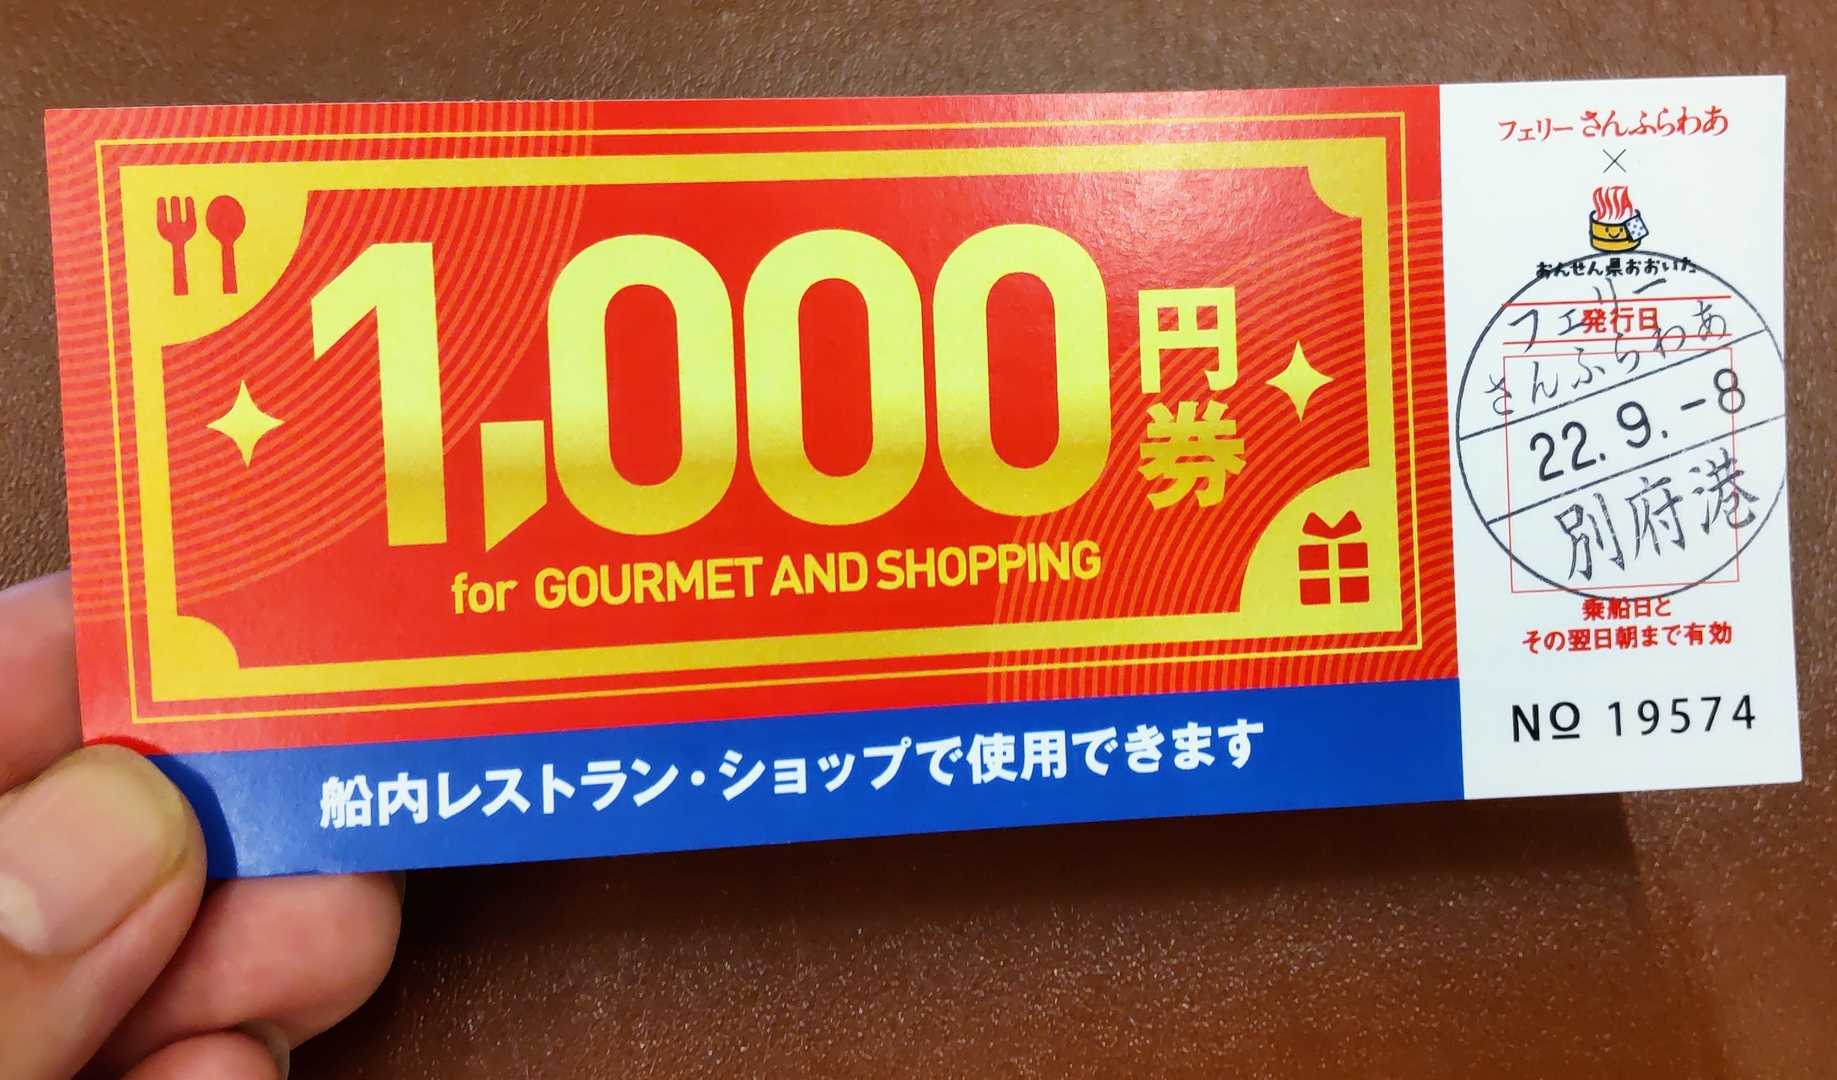 1,000円券
for GOURMET AND SHOPPING
船内レストラン・ショップで使用できます
フェリーさんふらわあ
×
OITA
おんせん県おおいた
発行日
フェリー
さんふらわあ
22.9.-8
別府港
乗船日と
その翌日朝まで有効
NO 19574